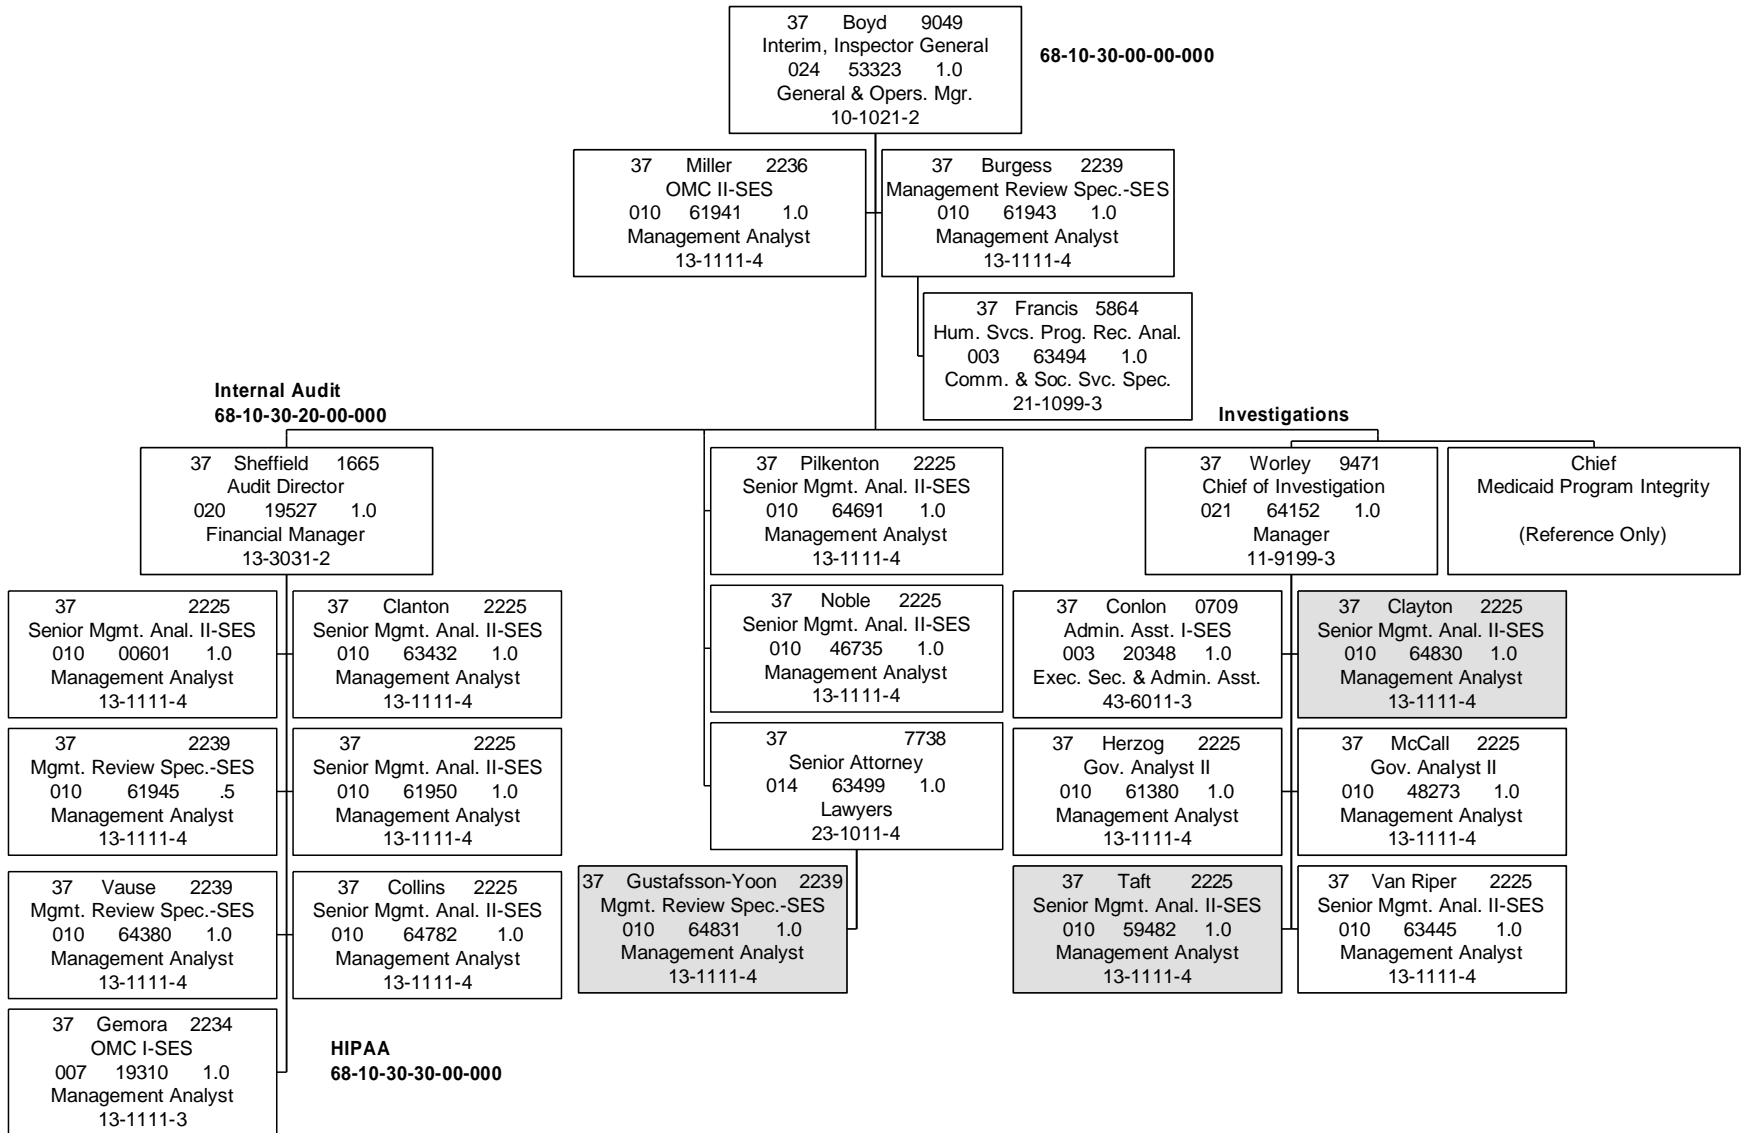 37 Boyd 9049
Interim, Inspector General
024 53323 1.0
General & Opers. Mgr.
10-1021-2
68-10-30-00-00-000
37 Miller 2236
OMC II-SES
010 61941 1.0
Management Analyst
13-1111-4
37 Burgess 2239
Management Review Spec.-SES
010 61943 1.0
Management Analyst
13-1111-4
37 Francis 5864
Hum. Svcs. Prog. Rec. Anal.
003 63494 1.0
Comm. & Soc. Svc. Spec.
21-1099-3
Internal Audit
68-10-30-20-00-000
Investigations
37 Sheffield 1665
Audit Director
020 19527 1.0
Financial Manager
13-3031-2
37 Pilkenton 2225
Senior Mgmt. Anal. II-SES
010 64691 1.0
Management Analyst
13-1111-4
37 Worley 9471
Chief of Investigation
021 64152 1.0
Manager
11-9199-3
Chief
Medicaid Program Integrity
(Reference Only)
37 2225
Senior Mgmt. Anal. II-SES
010 00601 1.0
Management Analyst
13-1111-4
37 Clanton 2225
Senior Mgmt. Anal. II-SES
010 63432 1.0
Management Analyst
13-1111-4
37 Noble 2225
Senior Mgmt. Anal. II-SES
010 46735 1.0
Management Analyst
13-1111-4
37 Conlon 0709
Admin. Asst. I-SES
003 20348 1.0
Exec. Sec. & Admin. Asst.
43-6011-3
37 Clayton 2225
Senior Mgmt. Anal. II-SES
010 64830 1.0
Management Analyst
13-1111-4
37 2239
Mgmt. Review Spec.-SES
010 61945 .5
Management Analyst
13-1111-4
37 2225
Senior Mgmt. Anal. II-SES
010 61950 1.0
Management Analyst
13-1111-4
37 7738
Senior Attorney
014 63499 1.0
Lawyers
23-1011-4
37 Herzog 2225
Gov. Analyst II
010 61380 1.0
Management Analyst
13-1111-4
37 McCall 2225
Gov. Analyst II
010 48273 1.0
Management Analyst
13-1111-4
37 Vause 2239
Mgmt. Review Spec.-SES
010 64380 1.0
Management Analyst
13-1111-4
37 Collins 2225
Senior Mgmt. Anal. II-SES
010 64782 1.0
Management Analyst
13-1111-4
37 Gustafsson-Yoon 2239
Mgmt. Review Spec.-SES
010 64831 1.0
Management Analyst
13-1111-4
37 Taft 2225
Senior Mgmt. Anal. II-SES
010 59482 1.0
Management Analyst
13-1111-4
37 Van Riper 2225
Senior Mgmt. Anal. II-SES
010 63445 1.0
Management Analyst
13-1111-4
37 Gemora 2234
OMC I-SES
007 19310 1.0
Management Analyst
13-1111-3
HIPAA
68-10-30-30-00-000